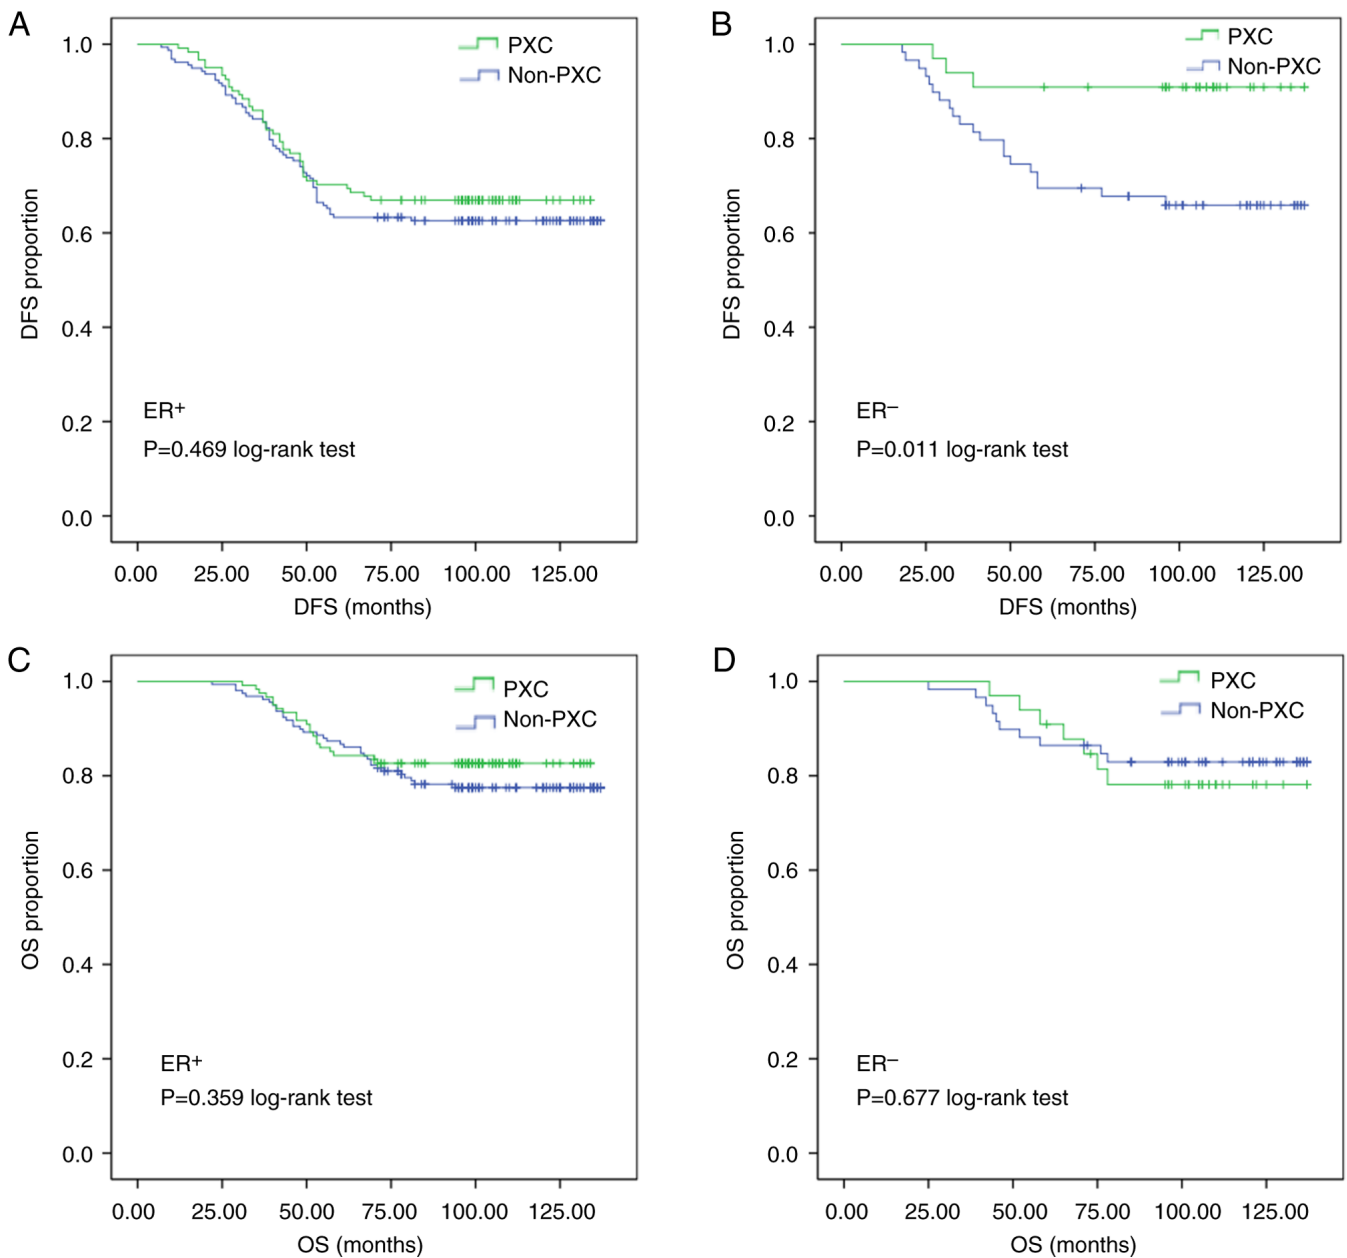 A
1.0
0.8
0.6
0.4
0.2
0.0
DFS proportion
PXC
Non-PXC
ER+
P=0.469 log-rank test
0.00 25.00 50.00 75.00 100.00 125.00
DFS (months)
B
1.0
0.8
0.6
0.4
0.2
0.0
DFS proportion
PXC
Non-PXC
ER−
P=0.011 log-rank test
0.00 25.00 50.00 75.00 100.00 125.00
DFS (months)
C
1.0
0.8
0.6
0.4
0.2
0.0
OS proportion
PXC
Non-PXC
ER+
P=0.359 log-rank test
0.00 25.00 50.00 75.00 100.00 125.00
OS (months)
D
1.0
0.8
0.6
0.4
0.2
0.0
OS proportion
PXC
Non-PXC
ER−
P=0.677 log-rank test
0.00 25.00 50.00 75.00 100.00 125.00
OS (months)